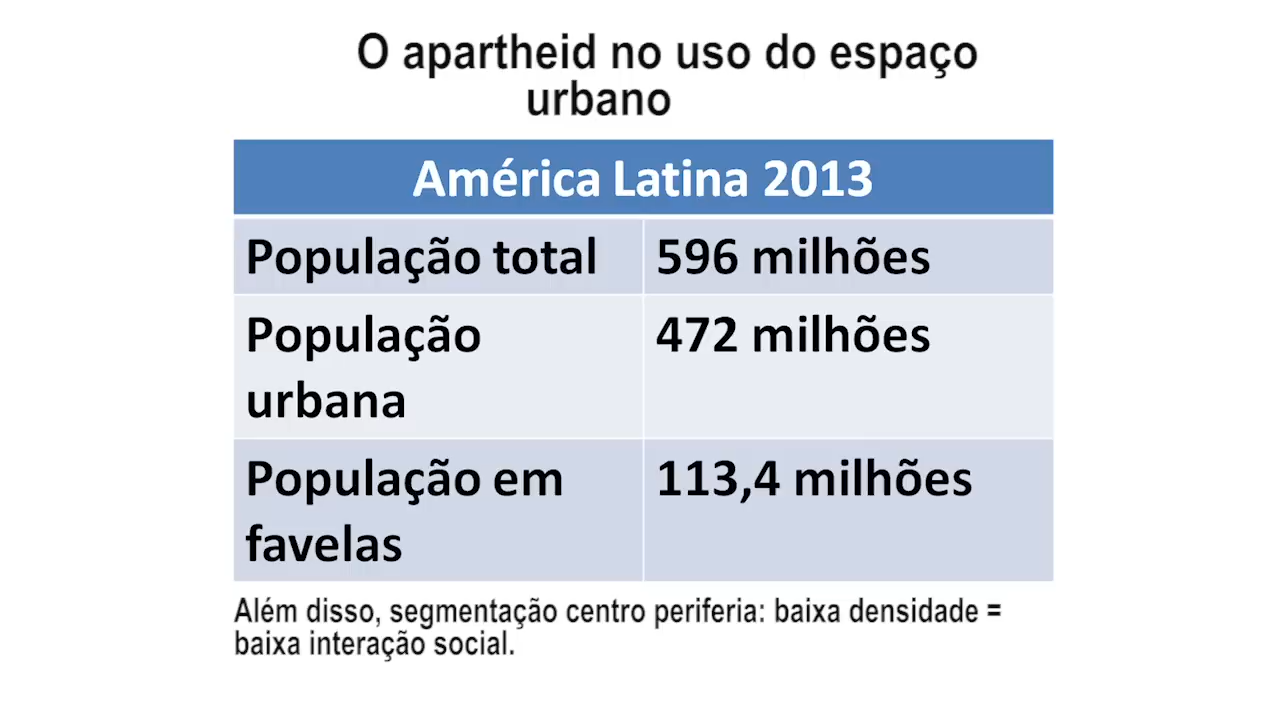 O apartheid no uso do espaço
urbano
América Latina 2013
População total 596 milhões
População 472 milhões
urbana
População em 113,4 milhões
favelas
Além disso, segmentação centro periferia: baixa densidade =
baixa interação social.